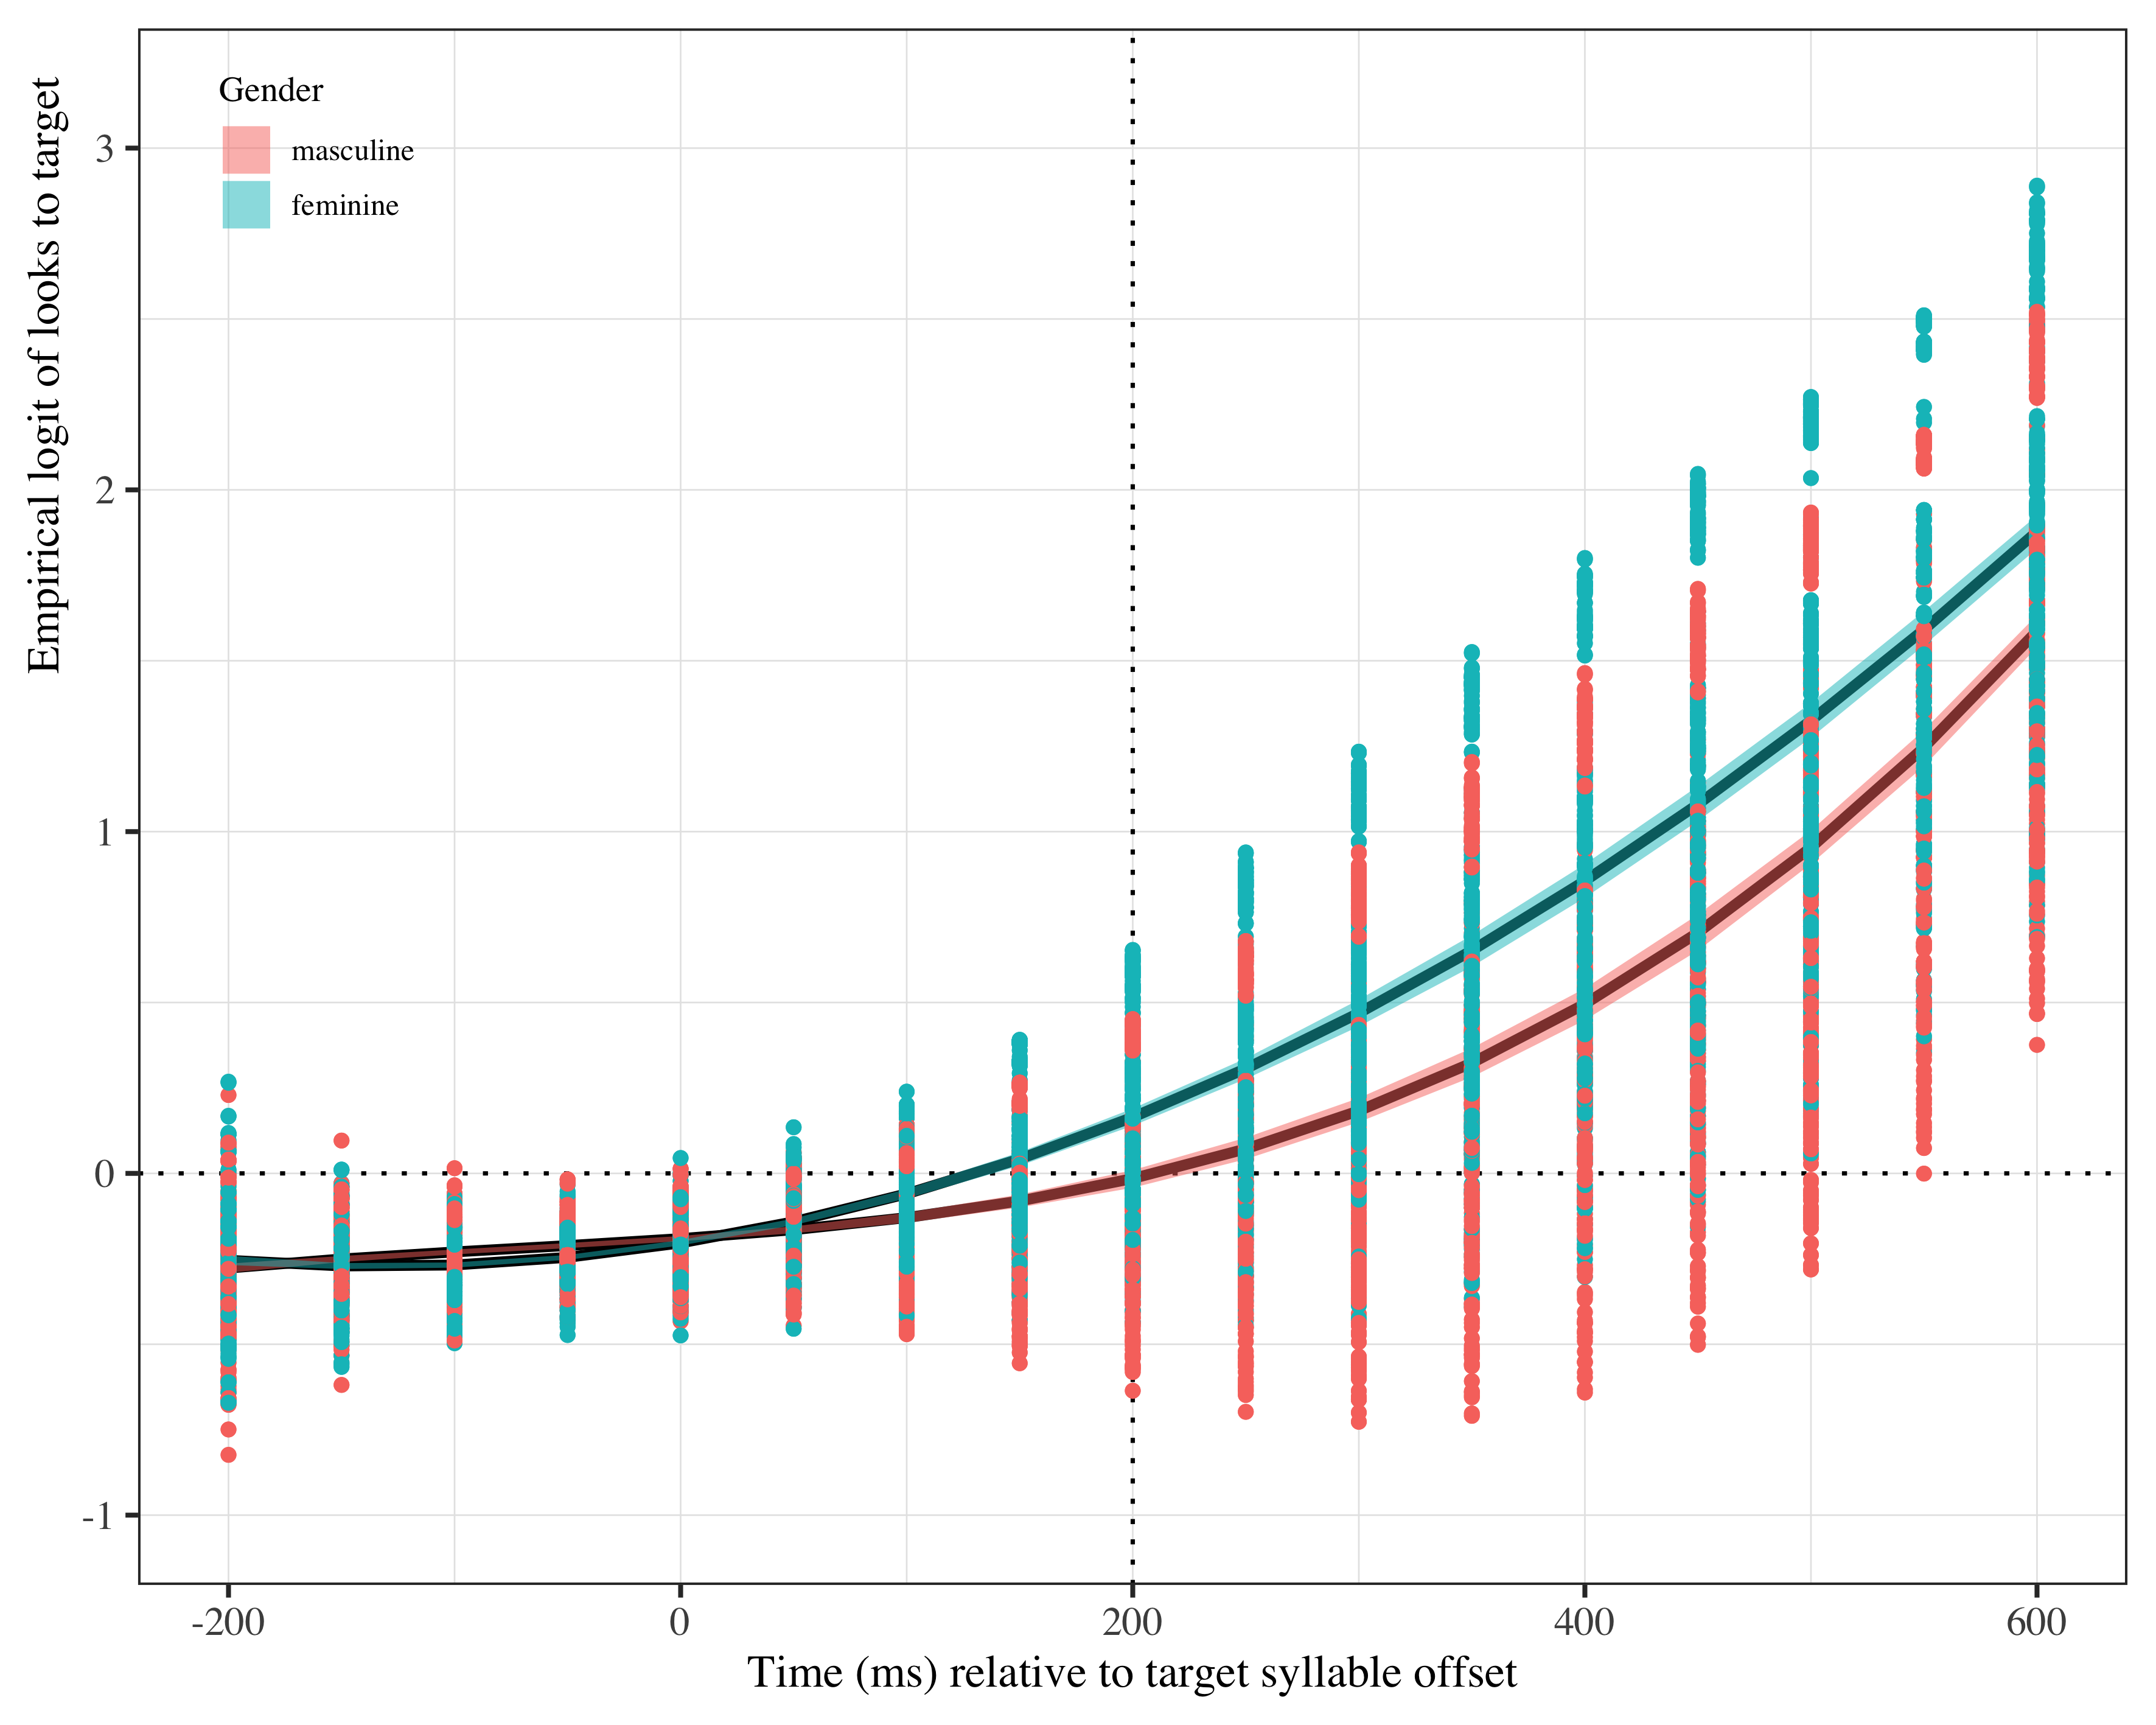 Gender
masculine
feminine
Empirical logit of looks to target
3
2
1
0
-1
-200
0
200
400
600
Time (ms) relative to target syllable offset